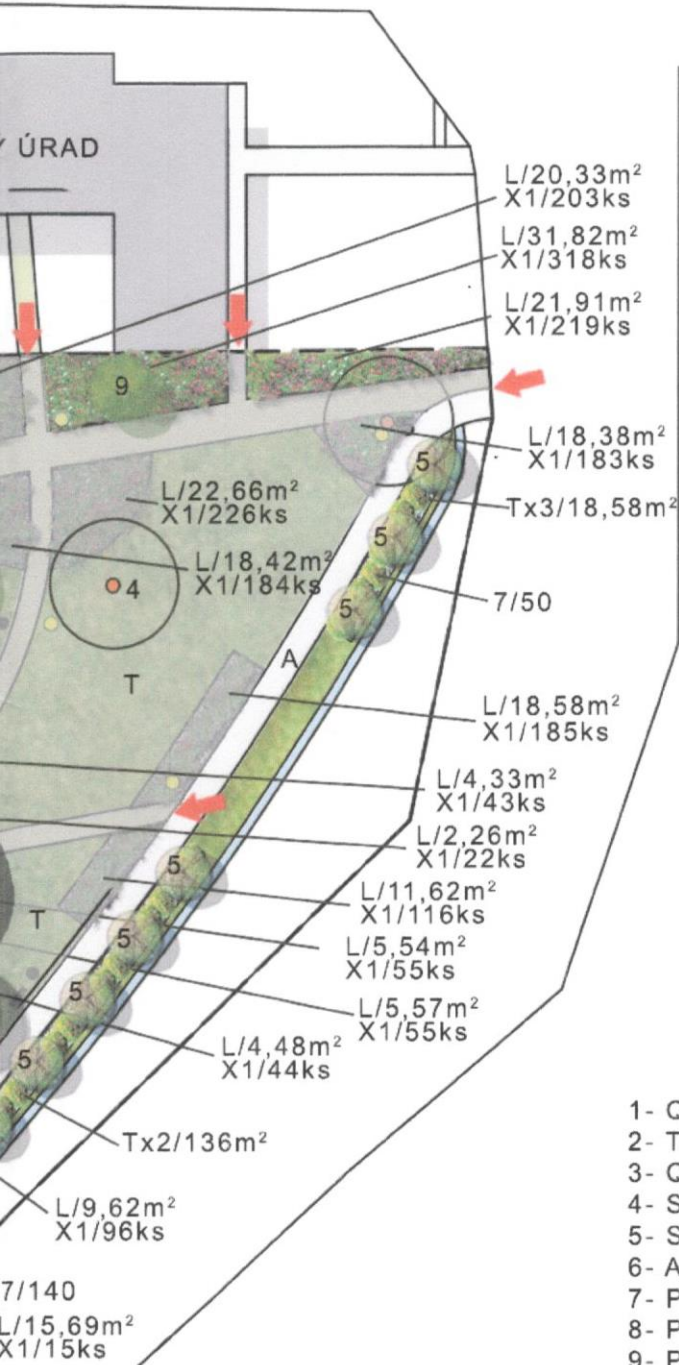 Ý ÚRAD
L/20,33m²
X1/203ks
L/31,82m²
X1/318ks
L/21,91m²
X1/219ks
9
L/18,38m²
X1/183ks
5
L/22,66m²
X1/226ks
Tx3/18,58m²
5
L/18,42m²
X1/184ks
4
7/50
5
A
T
L/18,58m²
X1/185ks
L/4,33m²
X1/43ks
L/2,26m²
X1/22ks
5
L/11,62m²
X1/116ks
T
5
L/5,54m²
X1/55ks
5
L/5,57m²
X1/55ks
5
L/4,48m²
X1/44ks
Tx2/136m²
L/9,62m²
X1/96ks
7/140
L/15,69m²
X1/15ks
1- Q
2- T
3- Q
4- S
5- S
6- A
7- P
8- P
9- P